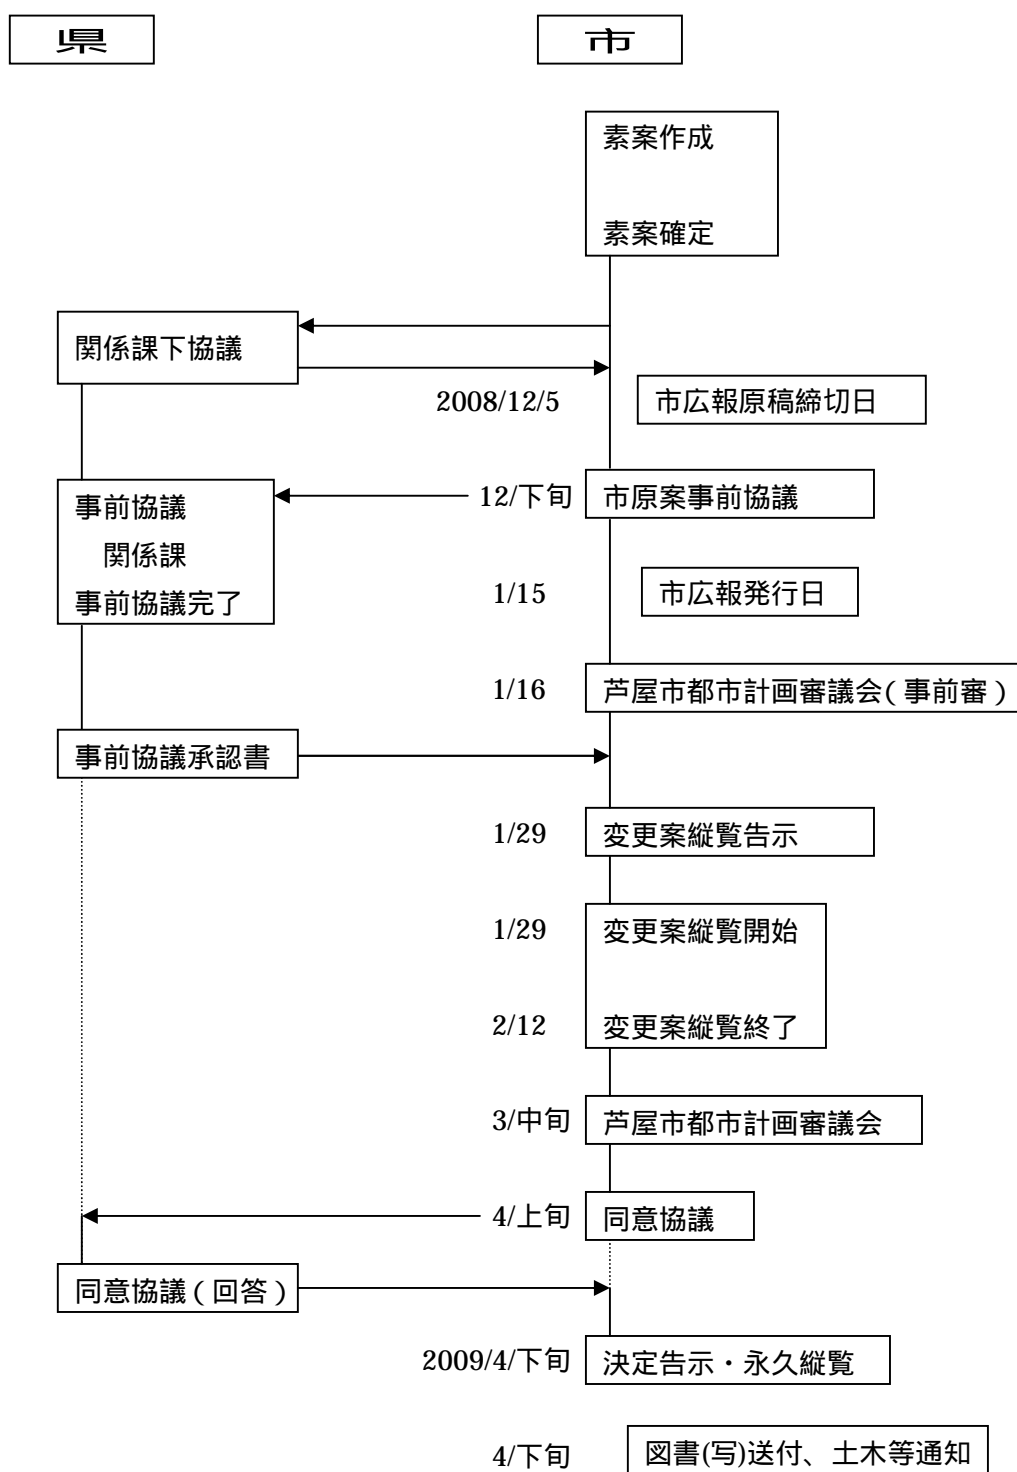 県
市
素案作成
素案確定
関係課下協議
2008/12/5
市広報原稿締切日
12/下旬
市原案事前協議
事前協議
関係課
事前協議完了
1/15
市広報発行日
1/16
芦屋市都市計画審議会(事前審)
事前協議承認書
1/29
変更案縦覧告示
1/29
変更案縦覧開始
2/12
変更案縦覧終了
3/中旬
芦屋市都市計画審議会
4/上旬
同意協議
同意協議(回答)
2009/4/下旬
決定告示・永久縦覧
4/下旬
図書(写)送付、土木等通知